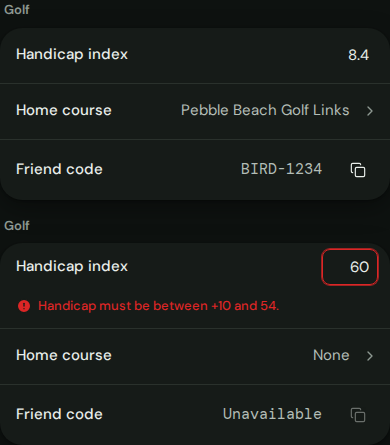 Golf
Handicap index 8.4
Home course Pebble Beach Golf Links
Friend code BIRD-1234
Golf
Handicap index 60
Handicap must be between +10 and 54.
Home course None
Friend code Unavailable